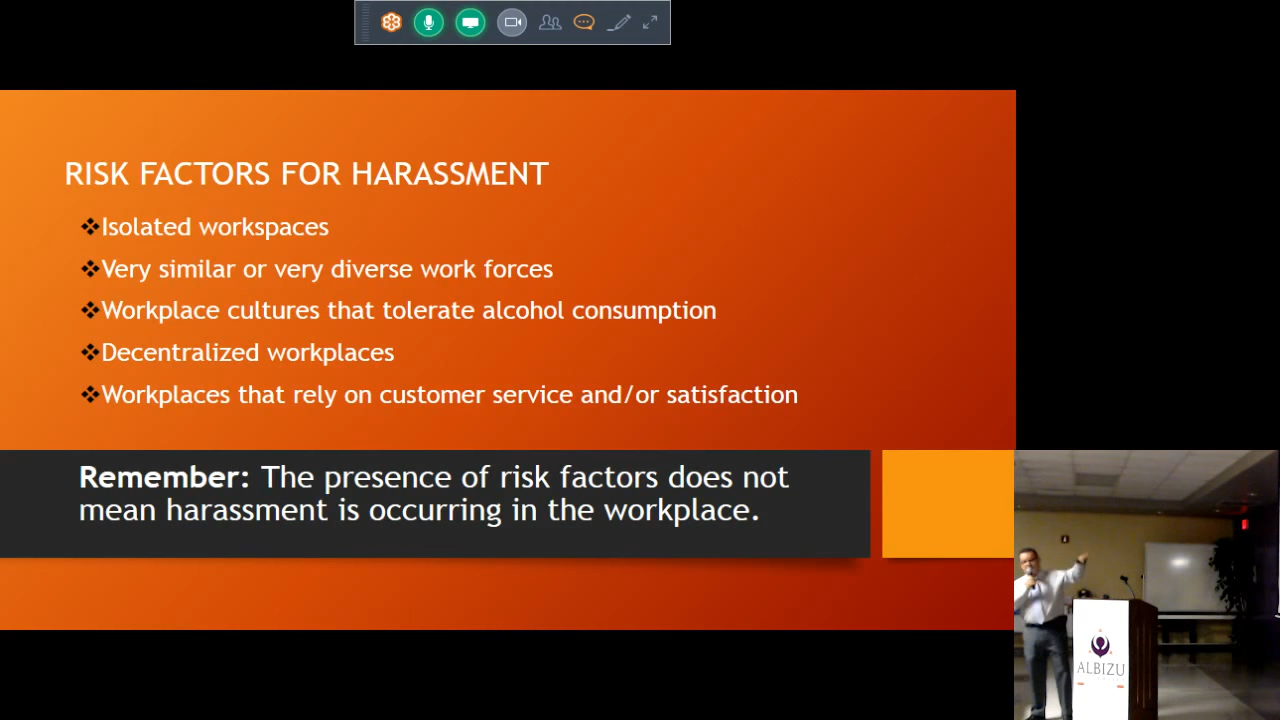 RISK FACTORS FOR HARASSMENT
❖Isolated workspaces
❖Very similar or very diverse work forces
❖Workplace cultures that tolerate alcohol consumption
❖Decentralized workplaces
❖Workplaces that rely on customer service and/or satisfaction
Remember: The presence of risk factors does not
mean harassment is occurring in the workplace.
ALBIZU